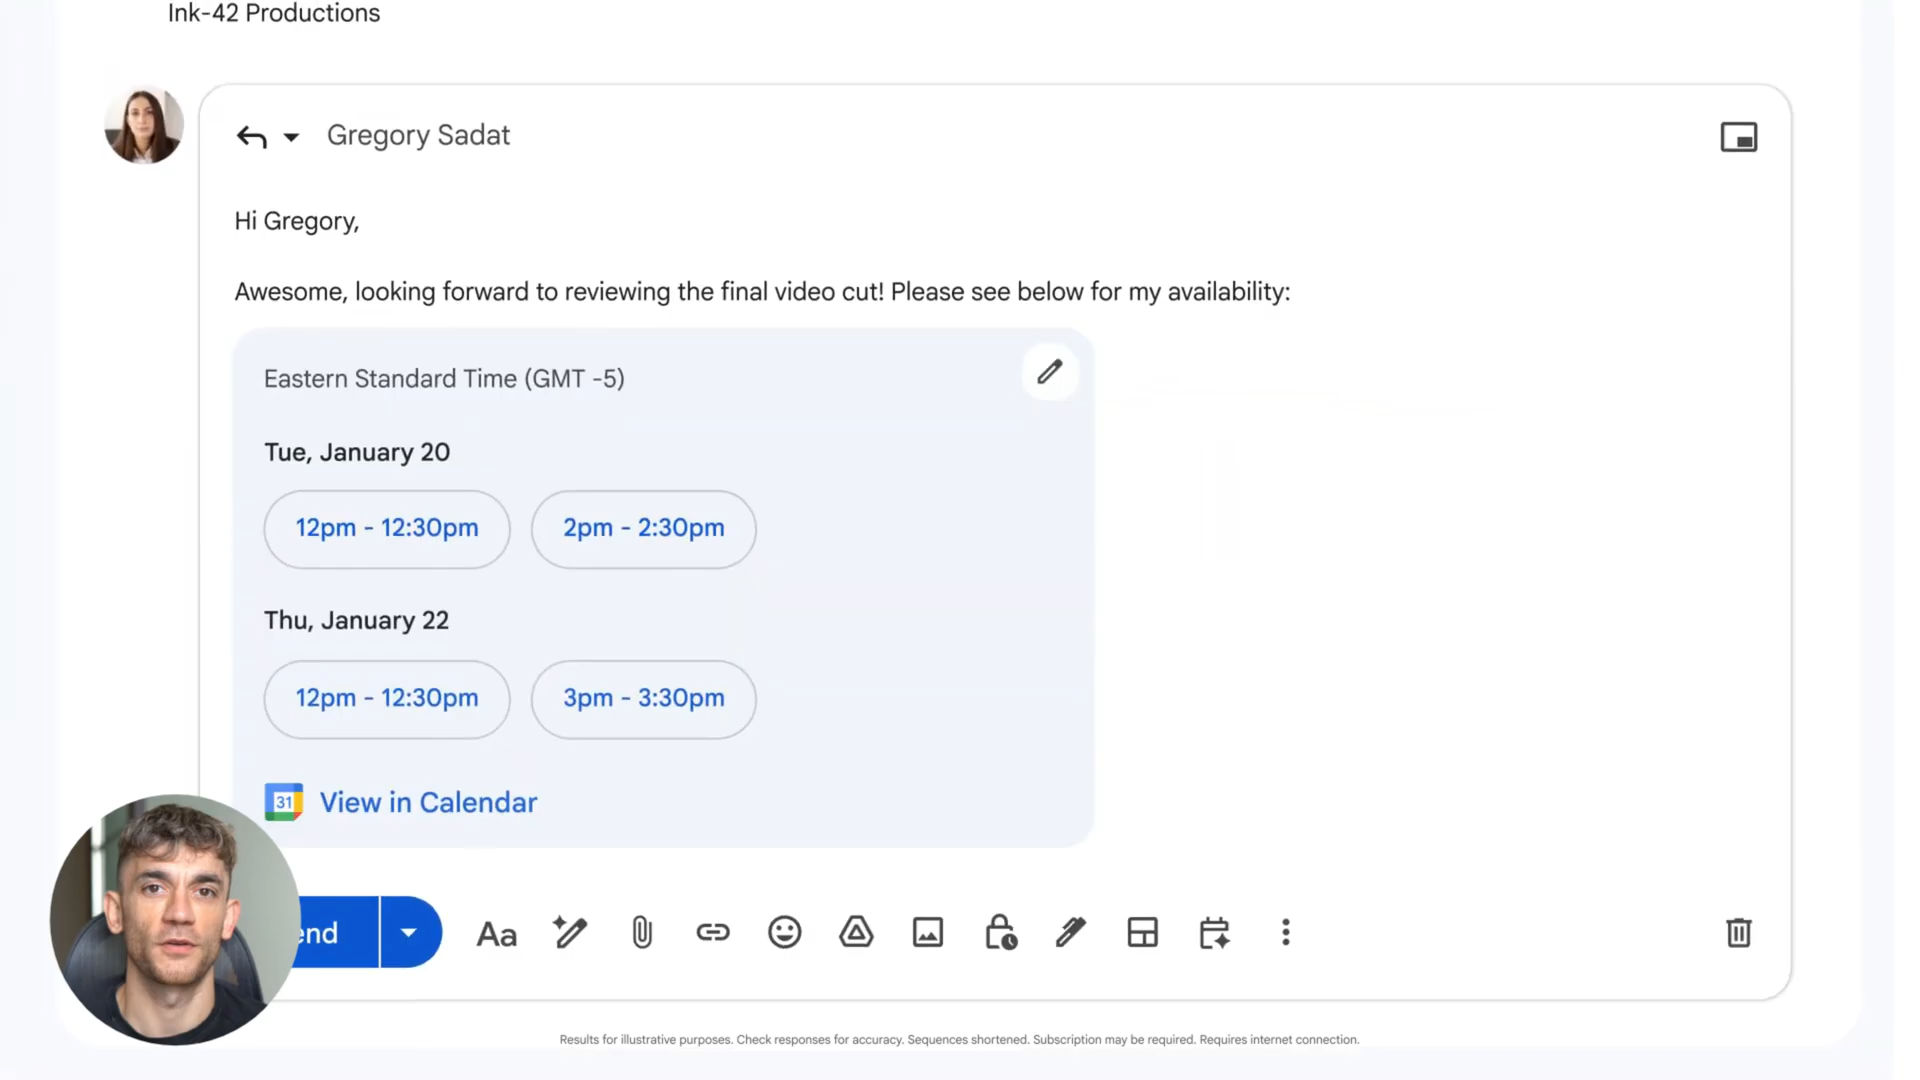 Ink-42 Productions
Gregory Sadat
Hi Gregory,
Awesome, looking forward to reviewing the final video cut! Please see below for my availability:
Eastern Standard Time (GMT -5)
Tue, January 20
12pm - 12:30pm 2pm - 2:30pm
Thu, January 22
12pm - 12:30pm 3pm - 3:30pm
31 View in Calendar
end Aa
Results for illustrative purposes. Check responses for accuracy. Sequences shortened. Subscription may be required. Requires internet connection.